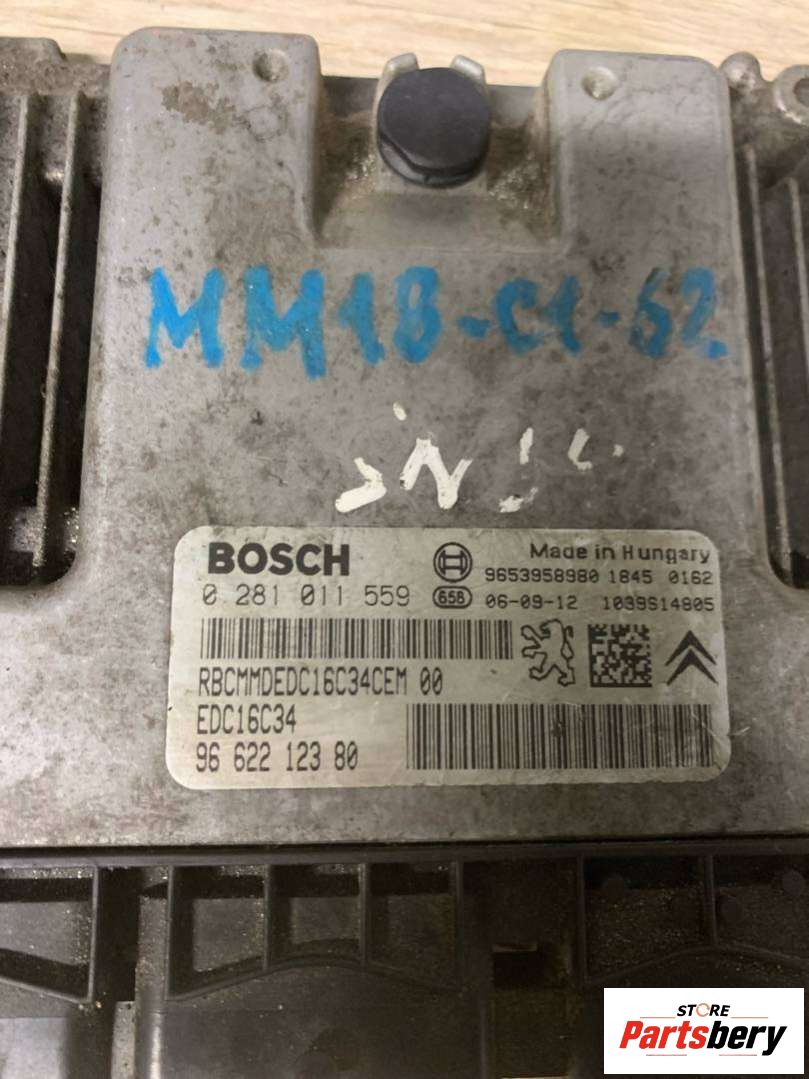 MM18-C1-62
BOSCH
Made in Hungary
9653958980 1845 0162
0 281 011 559
658 06-09-12 1039S14805
RBCMMDEDC16C34CEM 00
EDC16C34
96 622 123 80
STORE
Partsbery